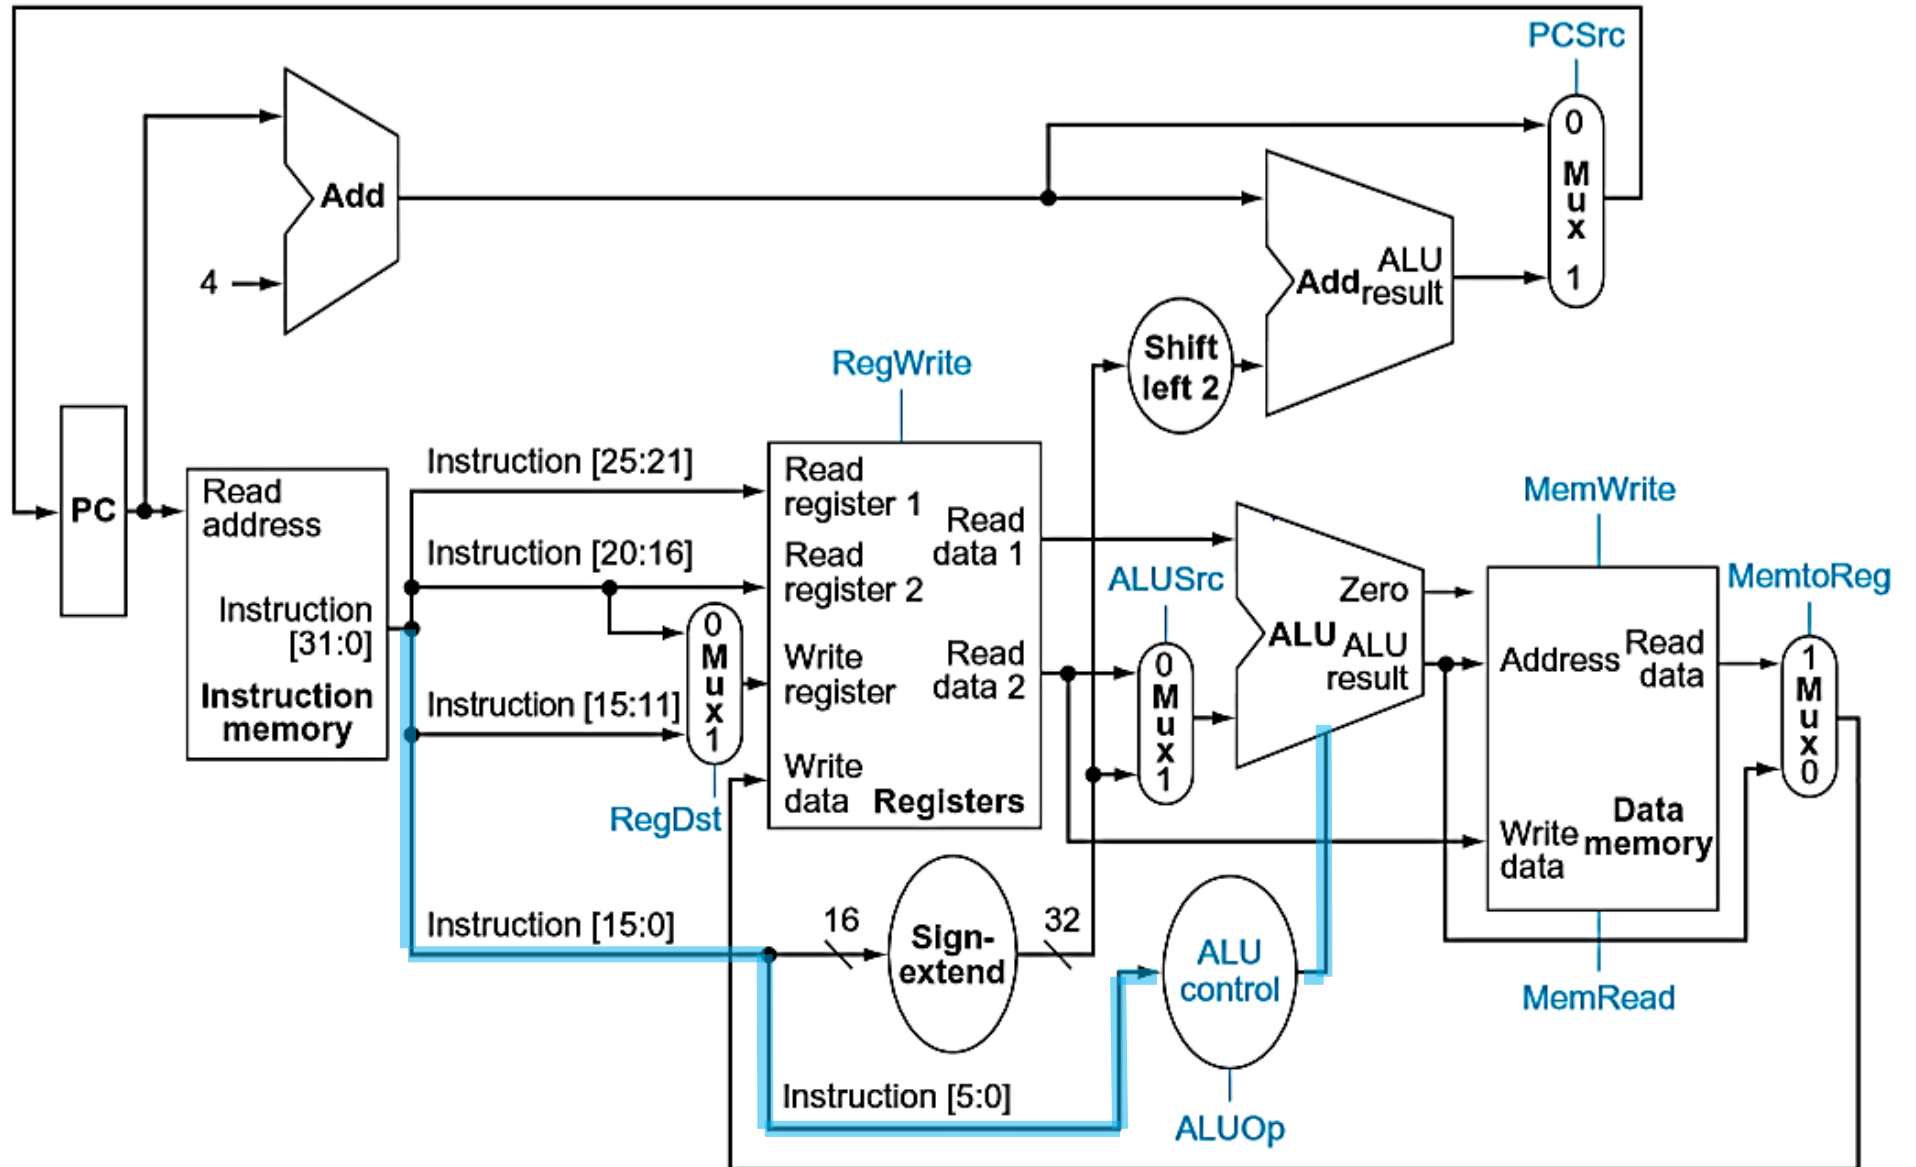 PCSrc
0
Mux
1
Add
ALU
result
Add
4
Shift
left 2
RegWrite
PC
Read
address
Instruction
[31:0]
Instruction
memory
Instruction [25:21]
Instruction [20:16]
Instruction [15:11]
0
Mux
1
RegDst
Read
register 1
Read
register 2
Write
register
Write
data
Read
data 1
Read
data 2
Registers
ALUSrc
0
Mux
1
Zero
ALU
ALU
result
MemWrite
Address
Read
data
Write
data
Data
memory
MemRead
MemtoReg
1
Mux
0
Instruction [15:0]
16
Sign-
extend
32
ALU
control
Instruction [5:0]
ALUOp